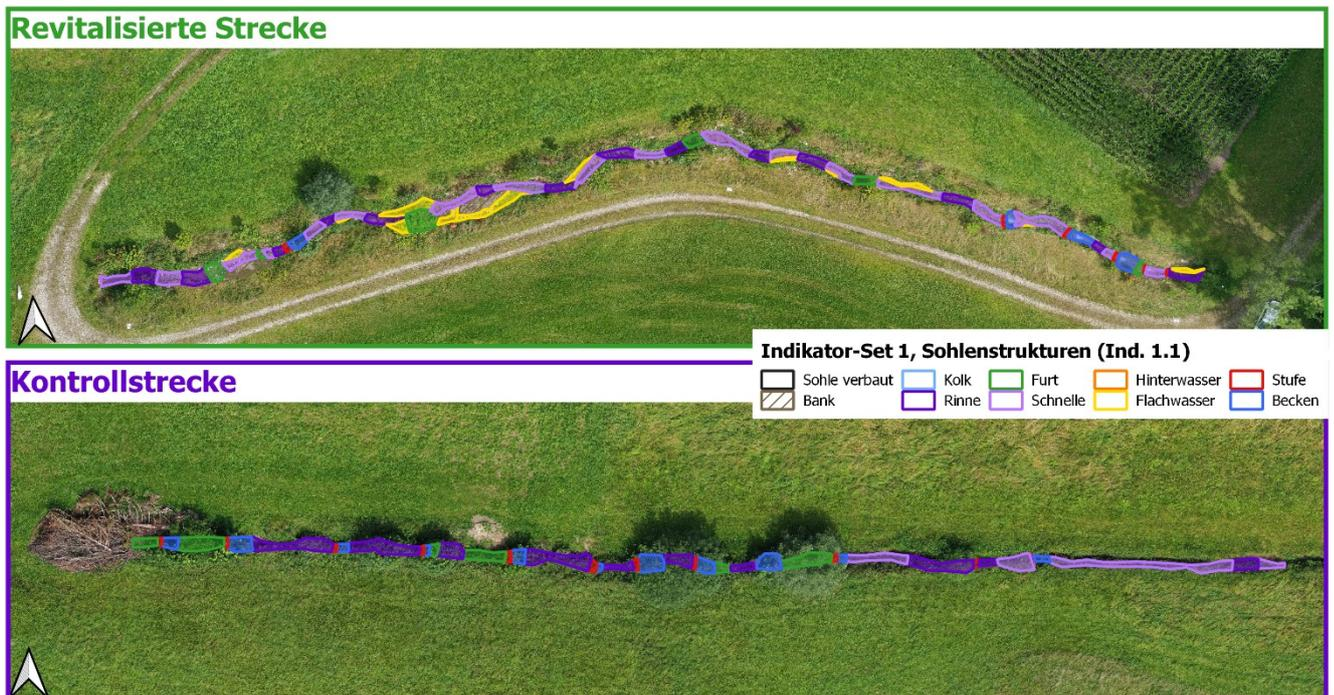 Revitalisierte Strecke
Indikator-Set 1, Sohlenstrukturen (Ind. 1.1)
Sohle verbaut Kolk Furt Hinterwasser Stufe
Bank Rinne Schnelle Flachwasser Becken
Kontrollstrecke